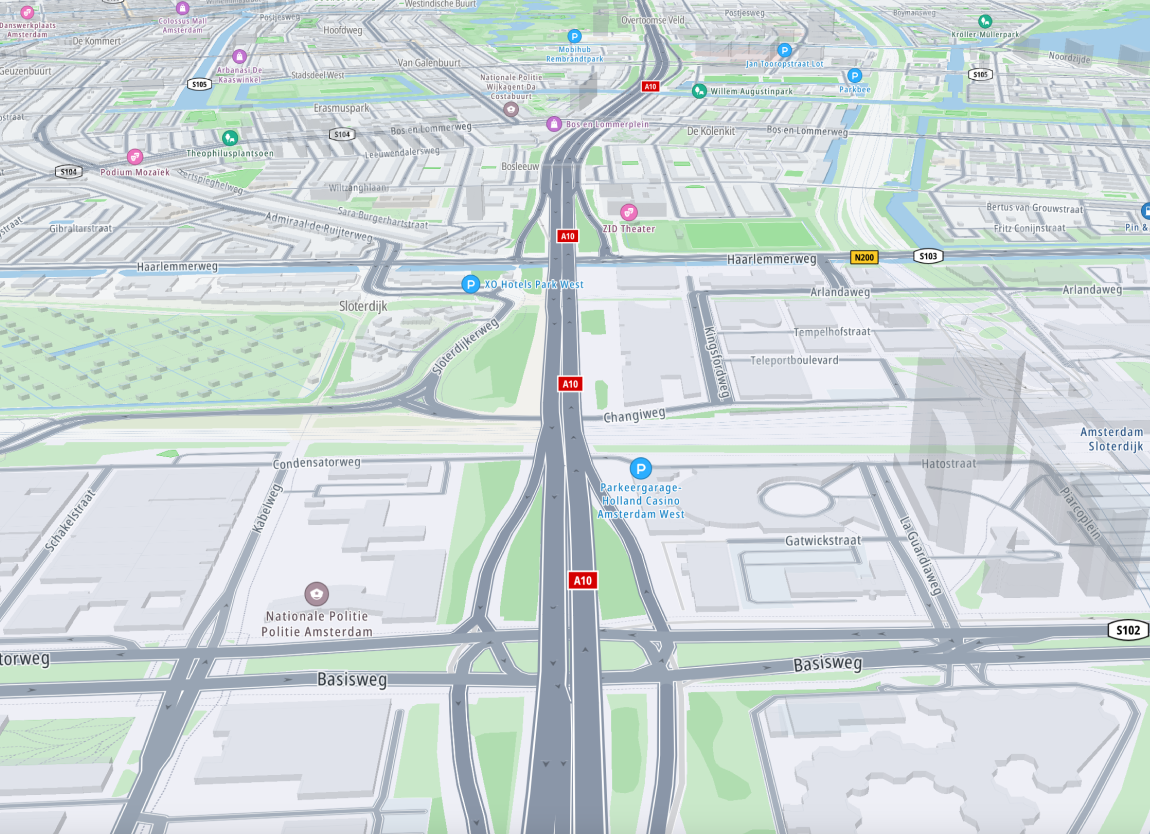 Overtoomse Veld
Westindische Buurt
Colossus Mall
Amsterdam
Danswerkplaats
Amsterdam
Postjesweg
Hoofdweg
Postjesweg
Boymansweg
De Kommert
P
Mobihub
Rembrandtpark
P
Jan Tooropstraat Lot
Kröller Müllerpark
Noordzijde
Geuzenbuurt
Arbanasi De
Kaaswinkel
Stadsdeel West
Van Galenbuurt
S105
S105
P
Parkbee
Nationale Politie
Wijkagent Da
Costabuurt
A10
Willem Augustinpark
Erasmuspark
S104
Bos en Lommerweg
Bos en Lommerplein
De Kolenkit
Bos en Lommerweg
Theophilusplantsoen
Leeuwendalersweg
Bosleeuw
S104
Podium Mozaïek
Wiltzanghlaan
Sara Burgerhartstraat
Admiraal de Ruijterweg
Gibraltarstraat
ZID Theater
Bertus van Grouwstraat
Fritz Conijnstraat
Pin &
A10
Haarlemmerweg
Haarlemmerweg
N200
S103
P
XO Hotels Park West
Arlandaweg
Arlandaweg
Sloterdijk
Sloterdijkerweg
Kingsfordweg
Tempelhofstraat
Teleportboulevard
A10
Changiweg
Amsterdam
Sloterdijk
Condensatorweg
P
Parkeergarage-
Holland Casino
Amsterdam West
Hatostraat
Schakelstraat
Kabelweg
Piarcoplein
La Guardiaweg
Gatwickstraat
A10
Nationale Politie
Politie Amsterdam
S102
torweg
Basisweg
Basisweg